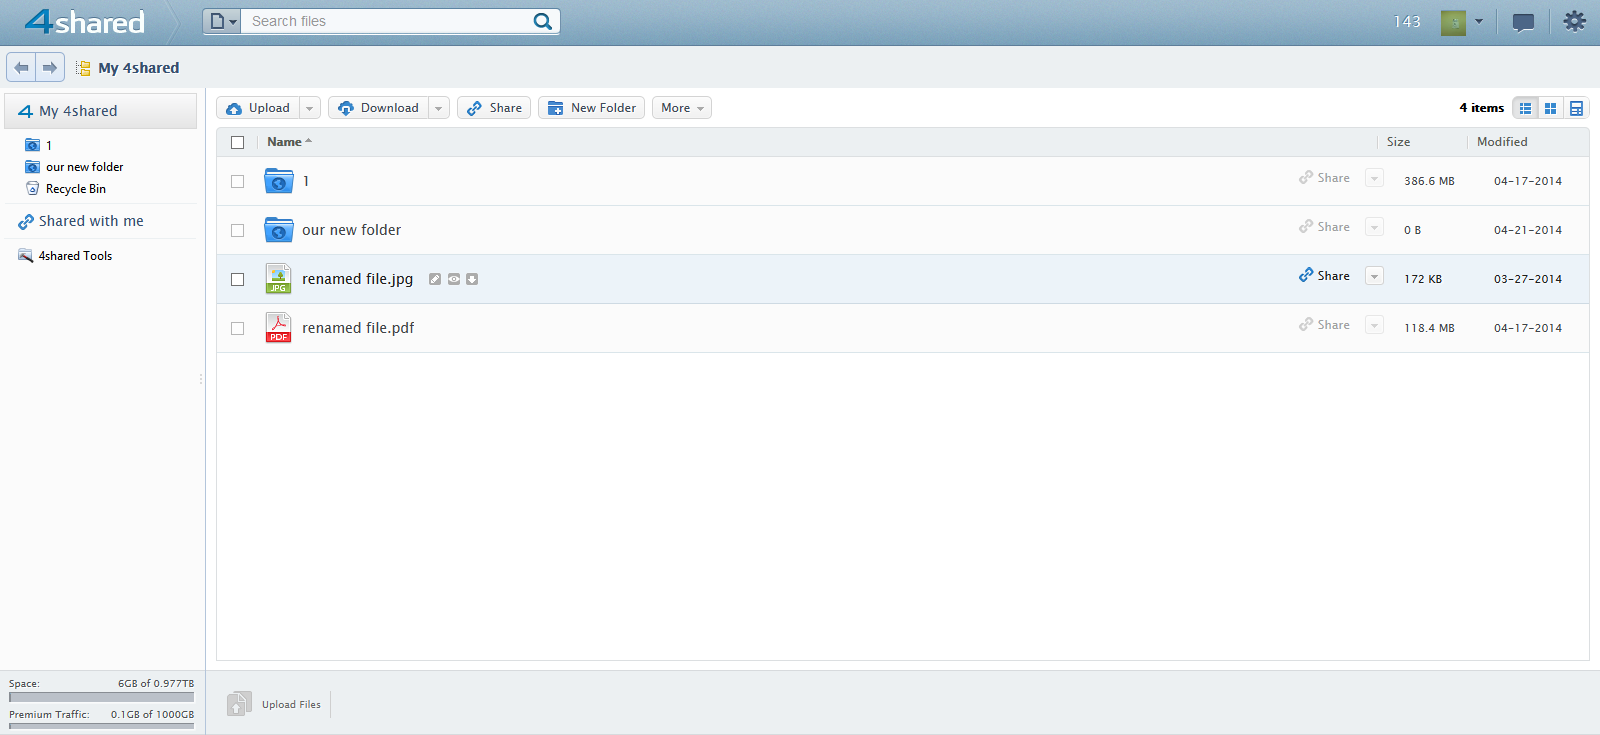 4shared
Search files
143
My 4shared
My 4shared
1
our new folder
Recycle Bin
Shared with me
4shared Tools
Upload Download Share New Folder More 4 items
Name Size Modified
1 Share 386.6 MB 04-17-2014
our new folder Share 0 B 04-21-2014
JPG renamed file.jpg Share 172 KB 03-27-2014
PDF renamed file.pdf Share 118.4 MB 04-17-2014
Space: 6GB of 0.977TB
Premium Traffic: 0.1GB of 1000GB
Upload Files